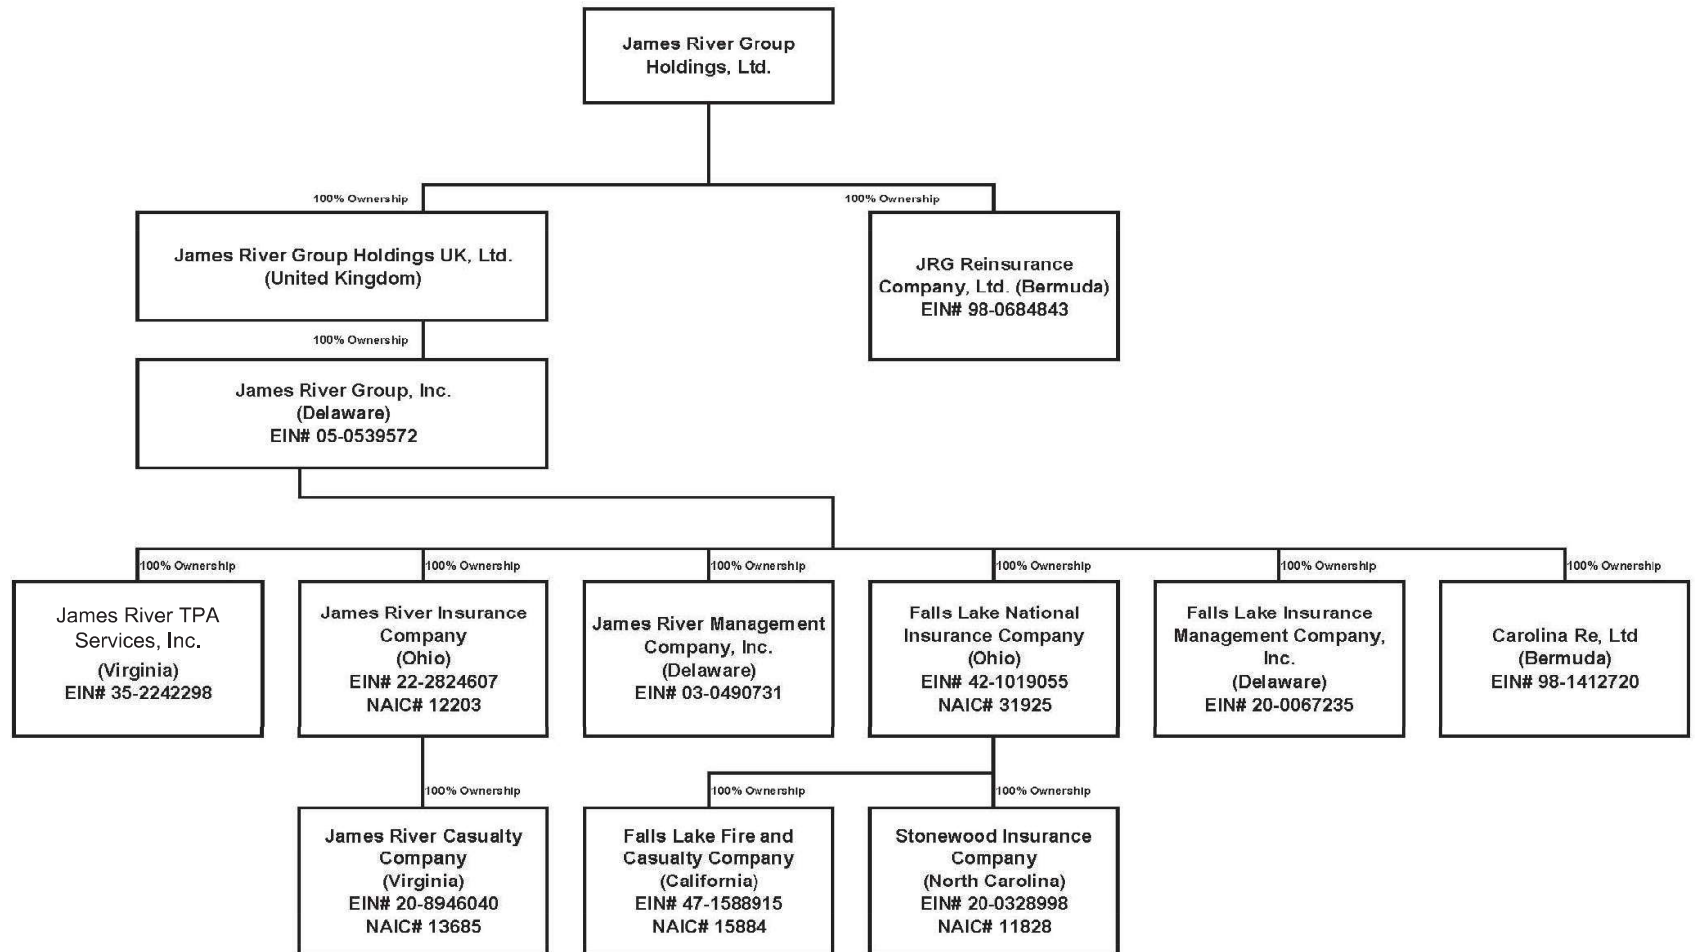 James River Group
Holdings, Ltd.
100% Ownership
100% Ownership
James River Group Holdings UK, Ltd.
(United Kingdom)
JRG Reinsurance
Company, Ltd. (Bermuda)
EIN# 98-0684843
100% Ownership
James River Group, Inc.
(Delaware)
EIN# 05-0539572
100% Ownership
100% Ownership
100% Ownership
100% Ownership
100% Ownership
100% Ownership
James River TPA
Services, Inc.
(Virginia)
EIN# 35-2242298
James River Insurance
Company
(Ohio)
EIN# 22-2824607
NAIC# 12203
James River Management
Company, Inc.
(Delaware)
EIN# 03-0490731
Falls Lake National
Insurance Company
(Ohio)
EIN# 42-1019055
NAIC# 31925
Falls Lake Insurance
Management Company,
Inc.
(Delaware)
EIN# 20-0067235
Carolina Re, Ltd
(Bermuda)
EIN# 98-1412720
100% Ownership
100% Ownership
100% Ownership
James River Casualty
Company
(Virginia)
EIN# 20-8946040
NAIC# 13685
Falls Lake Fire and
Casualty Company
(California)
EIN# 47-1588915
NAIC# 15884
Stonewood Insurance
Company
(North Carolina)
EIN# 20-0328998
NAIC# 11828